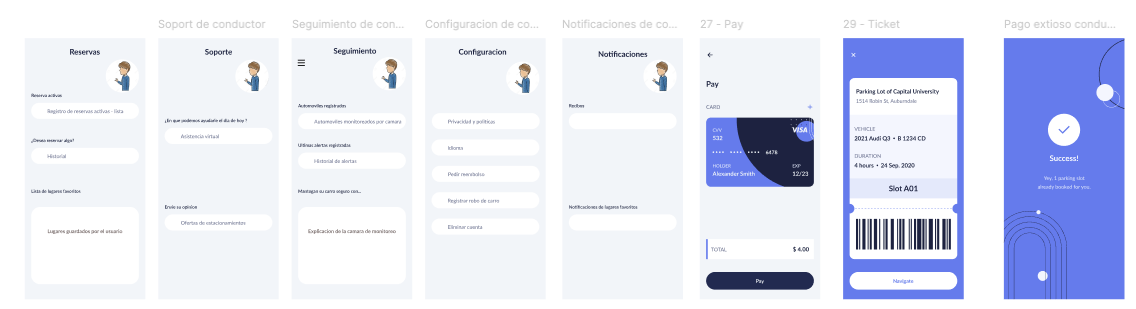 Soport de conductor
Seguimiento de con...
Configuracion de co...
Notificaciones de co...
27 - Pay
29 - Ticket
Pago extioso condu...
Reservas
Reserva activas
Registro de reservas activas - lista
¿Desea reservar algo?
Historial
Lista de lugares favoritos
Lugares guardados por el usuario
Soporte
¿En que podemos ayudarle el dia de hoy ?
Asistencia virtual
Envie su opinion
Ofertas de estacionamientos
Seguimiento
Automoviles registrados
Automoviles monitoreados por camara
Ultimas alertas registradas
Historial de alertas
Mantegan su carro seguro con...
Explicacion de la camara de monitoreo
Configuracion
Privacidad y políticas
Idioma
Pedir reembolso
Registrar robo de carro
Eliminar cuenta
Notificaciones
Recibos
Notificaciones de lugares favoritos
Pay
CARD
+
CVV
532
VISA
•••• •••• •••• 6478
HOLDER
Alexander Smith
EXP
12/23
TOTAL
$ 4.00
Pay
Parking Lot of Capital University
1514 Robin St, Auburndale
VEHICLE
2021 Audi Q3 • B 1234 CD
DURATION
4 hours • 24 Sep. 2020
Slot A01
Navigate
Success!
Yey, 1 parking slot
already booked for you.